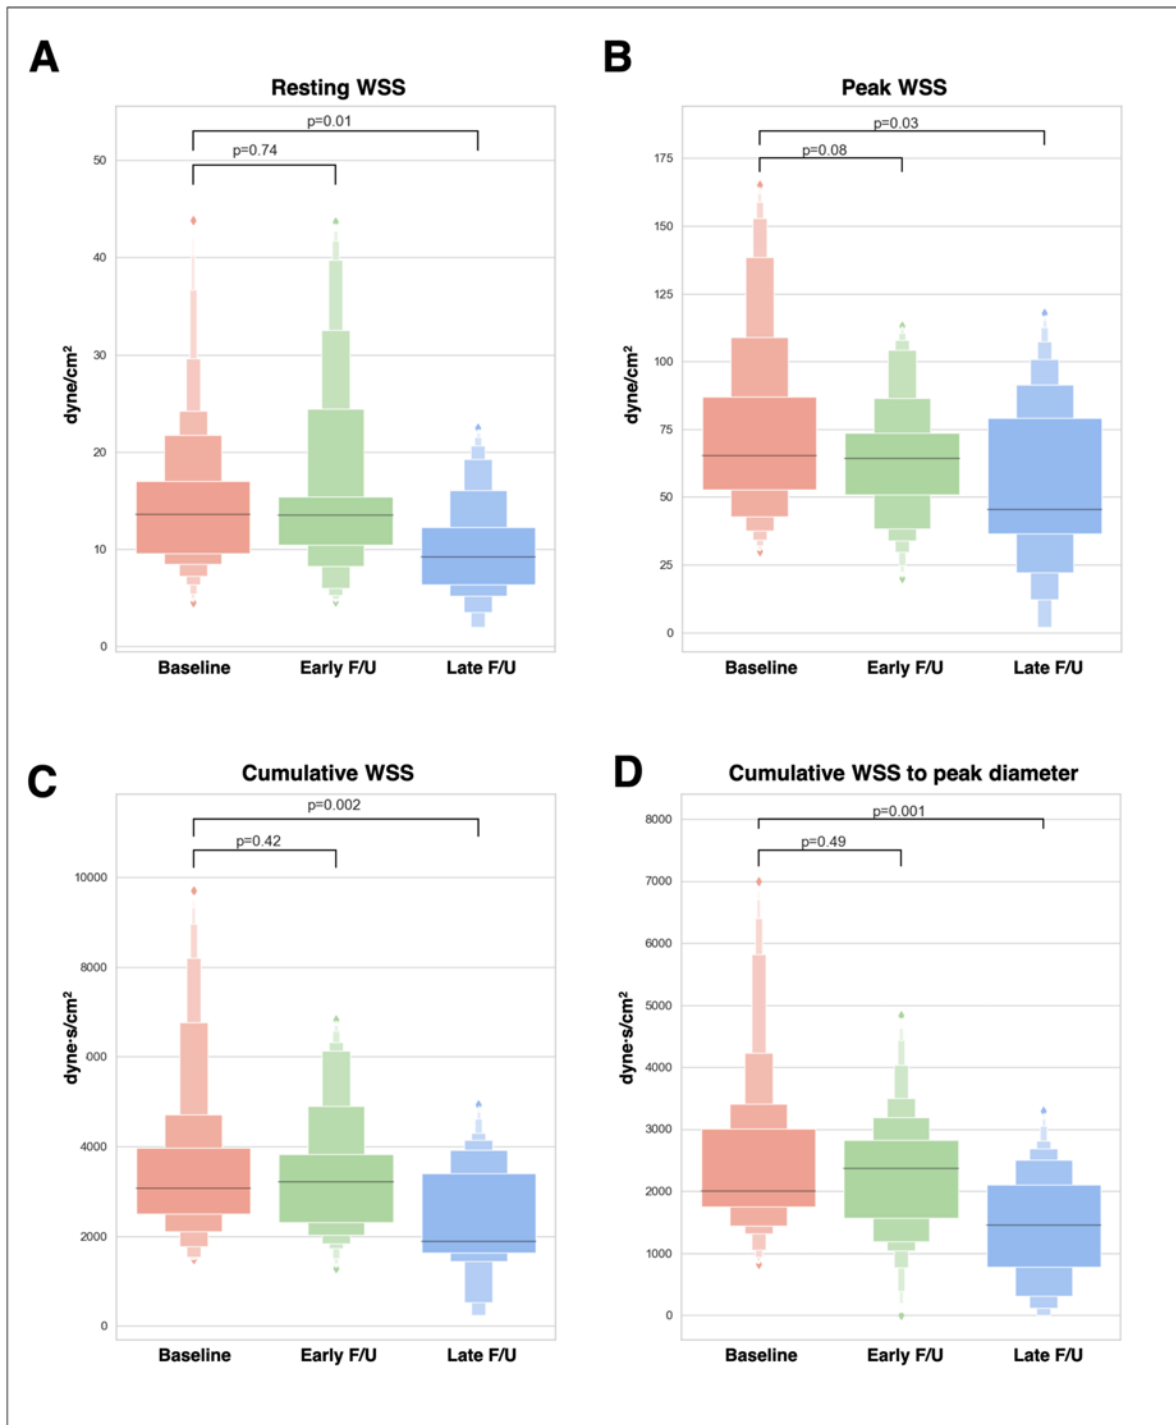 A
B
Resting WSS
Peak WSS
p=0.01
p=0.74
p=0.03
p=0.08
50
40
30
20
10
0
dyne/cm²
175
150
125
100
75
50
25
0
dyne/cm²
Baseline
Early F/U
Late F/U
Baseline
Early F/U
Late F/U
C
D
Cumulative WSS
Cumulative WSS to peak diameter
p=0.002
p=0.42
p=0.001
p=0.49
10000
8000
6000
4000
2000
0
dyne·s/cm²
8000
7000
6000
5000
4000
3000
2000
1000
0
dyne·s/cm²
Baseline
Early F/U
Late F/U
Baseline
Early F/U
Late F/U